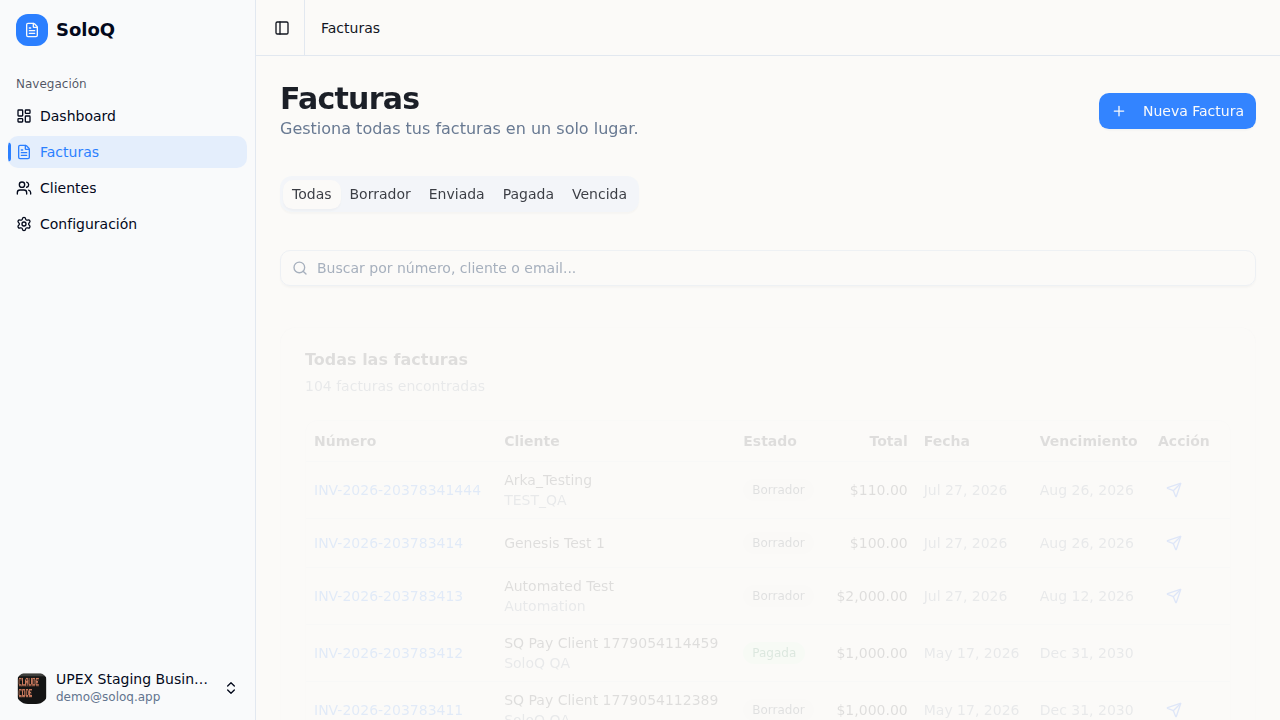 SoloQ
Navegación
Dashboard
Facturas
Clientes
Configuración
UPEX Staging Busin...
demo@soloq.app
CLAUDE
CODE
Facturas
Facturas
Gestiona todas tus facturas en un solo lugar.
Nueva Factura
Todas Borrador Enviada Pagada Vencida
Buscar por número, cliente o email...
Todas las facturas
104 facturas encontradas
Número Cliente Estado Total Fecha Vencimiento Acción
INV-2026-20378341444 Arka_Testing TEST_QA Borrador $110.00 Jul 27, 2026 Aug 26, 2026
INV-2026-203783414 Genesis Test 1 Borrador $100.00 Jul 27, 2026 Aug 26, 2026
INV-2026-203783413 Automated Test Automation Borrador $2,000.00 Jul 27, 2026 Aug 12, 2026
INV-2026-203783412 SQ Pay Client 1779054114459 SoloQ QA Pagada $1,000.00 May 17, 2026 Dec 31, 2030
INV-2026-203783411 SQ Pay Client 1779054112389 SoloQ QA Borrador $1,000.00 May 17, 2026 Dec 31, 2030